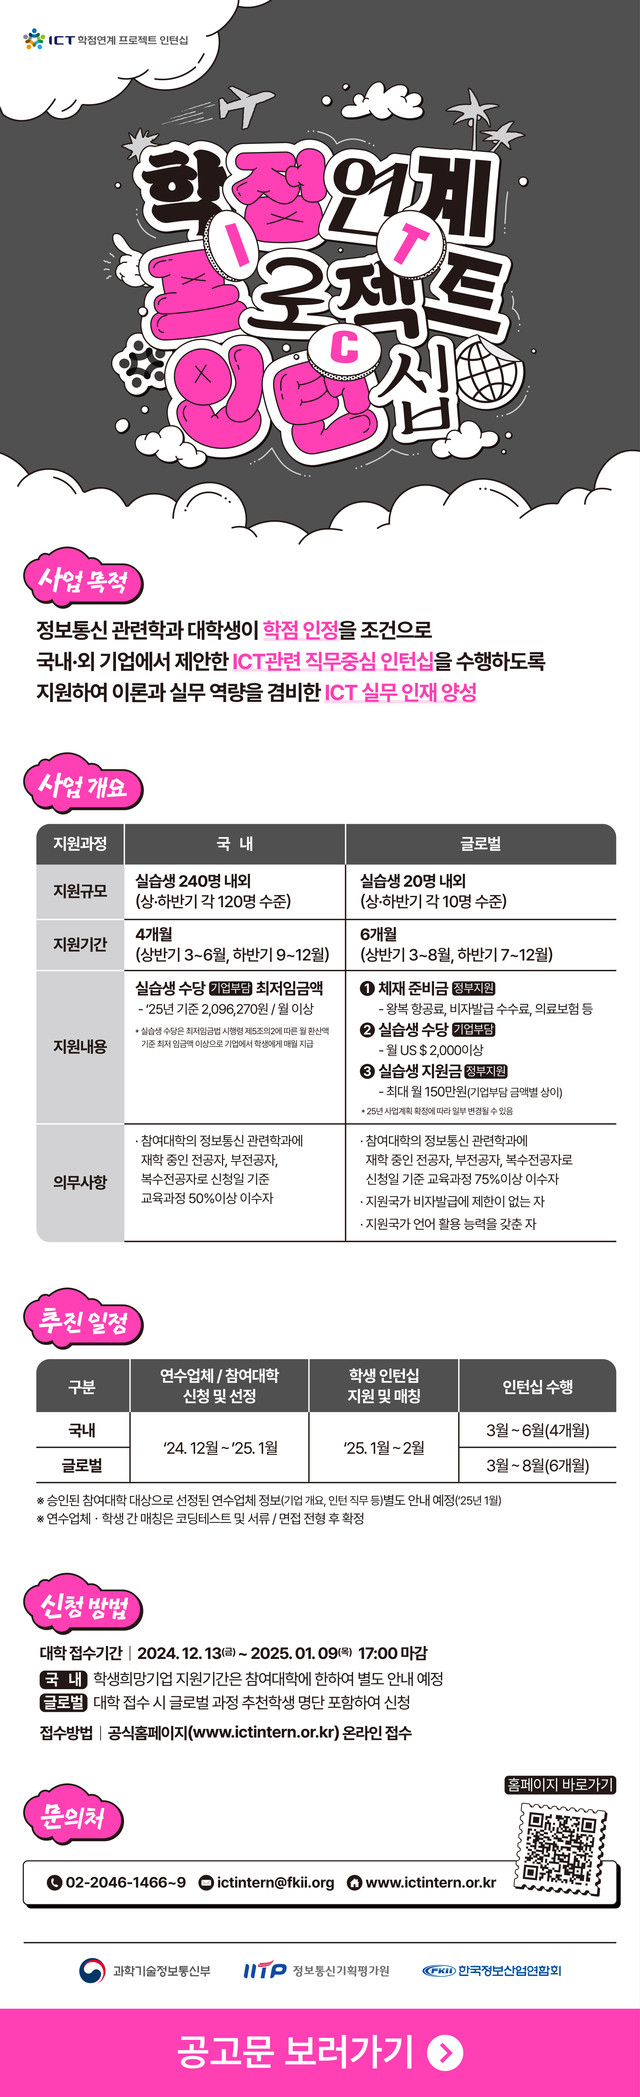 ICT 학점연계 프로젝트 인턴십
학점연계
프로젝트
인턴십
I
C
T
사업 목적
정보통신 관련학과 대학생이 학점 인정을 조건으로
국내·외 기업에서 제안한 ICT관련 직무중심 인턴십을 수행하도록
지원하여 이론과 실무 역량을 겸비한 ICT 실무 인재 양성
사업 개요
지원과정 국 내 글로벌
지원규모
실습생 240명 내외
(상·하반기 각 120명 수준)
실습생 20명 내외
(상·하반기 각 10명 수준)
지원기간
4개월
(상반기 3~6월, 하반기 9~12월)
6개월
(상반기 3~8월, 하반기 7~12월)
지원내용
실습생 수당 기업부담 최저임금액
- ‘25년 기준 2,096,270원 / 월 이상
* 실습생 수당은 최저임금법 시행령 제5조의2에 따른 월 환산액
기준 최저 임금액 이상으로 기업에서 학생에게 매월 지급
❶ 체재 준비금 정부지원
- 왕복 항공료, 비자발급 수수료, 의료보험 등
❷ 실습생 수당 기업부담
- 월 US $ 2,000이상
❸ 실습생 지원금 정부지원
- 최대 월 150만원(기업부담 금액별 상이)
* 25년 사업계획 확정에 따라 일부 변경될 수 있음
의무사항
· 참여대학의 정보통신 관련학과에
재학 중인 전공자, 부전공자,
복수전공자로 신청일 기준
교육과정 50%이상 이수자
· 참여대학의 정보통신 관련학과에
재학 중인 전공자, 부전공자, 복수전공자로
신청일 기준 교육과정 75%이상 이수자
· 지원국가 비자발급에 제한이 없는 자
· 지원국가 언어 활용 능력을 갖춘 자
추진 일정
구분
연수업체 / 참여대학
신청 및 선정
학생 인턴십
지원 및 매칭
인턴십 수행
국내
글로벌
‘24. 12월 ~ ’25. 1월
‘25. 1월 ~ 2월
3월 ~ 6월(4개월)
3월 ~ 8월(6개월)
※ 승인된 참여대학 대상으로 선정된 연수업체 정보(기업 개요, 인턴 직무 등)별도 안내 예정(‘25년 1월)
※ 연수업체 · 학생 간 매칭은 코딩테스트 및 서류 / 면접 전형 후 확정
신청 방법
대학 접수기간 | 2024. 12. 13(금) ~ 2025. 01. 09(목) 17:00 마감
국 내 학생희망기업 지원기간은 참여대학에 한하여 별도 안내 예정
글로벌 대학 접수 시 글로벌 과정 추천학생 명단 포함하여 신청
접수방법 | 공식홈페이지(www.ictintern.or.kr) 온라인 접수
홈페이지 바로가기
문의처
02-2046-1466~9 ictintern@fkii.org www.ictintern.or.kr
과학기술정보통신부 IITP 정보통신기획평가원 FKII 한국정보산업연합회
공고문 보러가기